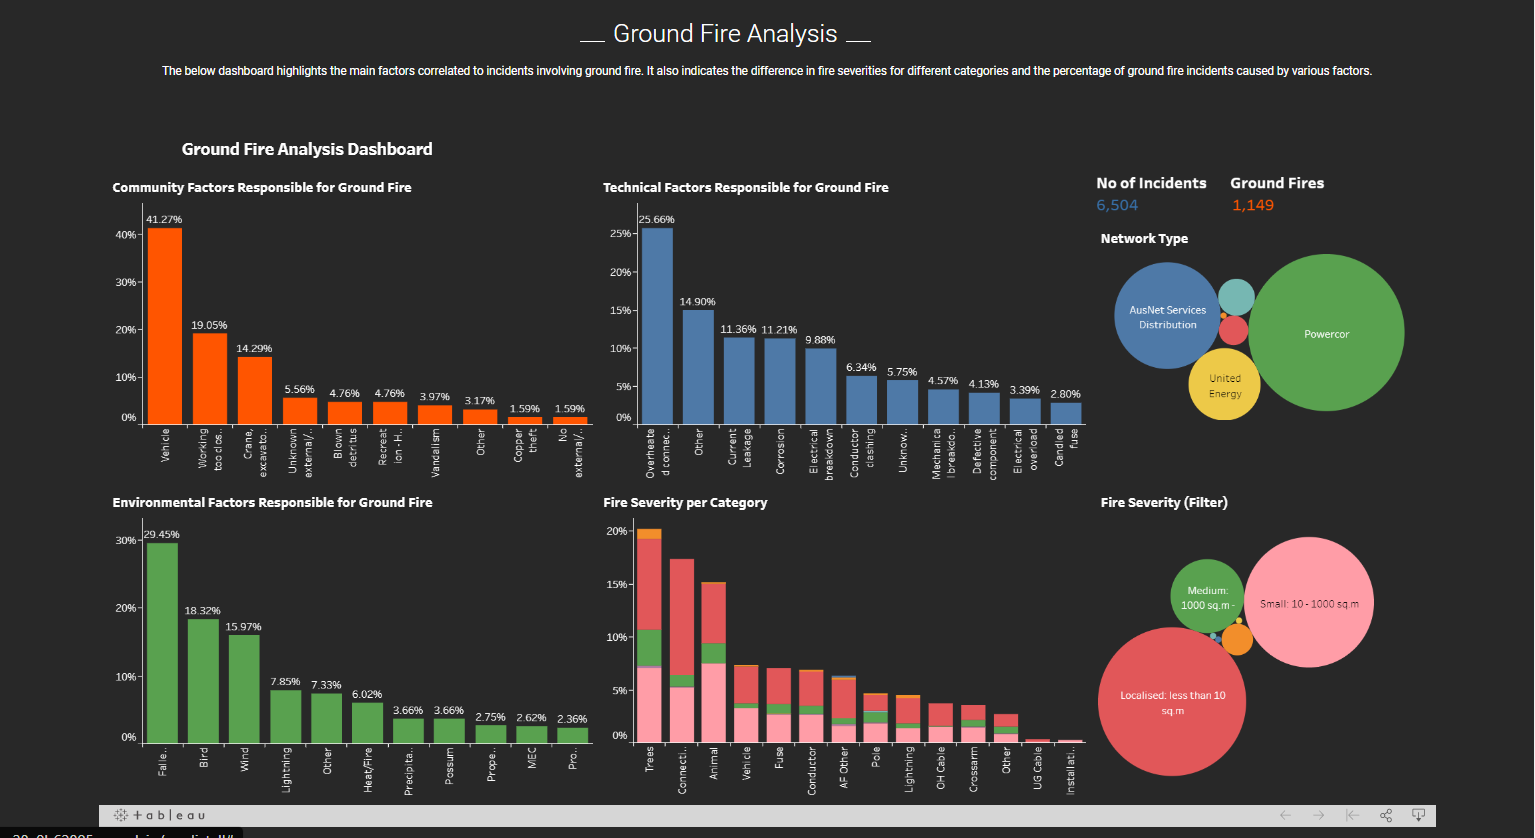 Ground Fire Analysis
The below dashboard highlights the main factors correlated to incidents involving ground fire. It also indicates the difference in fire severities for different categories and the percentage of ground fire incidents caused by various factors.
Ground Fire Analysis Dashboard
Community Factors Responsible for Ground Fire
40%
30%
20%
10%
0%
41.27%
19.05%
14.29%
5.56%
4.76%
4.76%
3.97%
3.17%
1.59%
1.59%
Vehicle
Working
too clos..
Crane,
excavato..
Unknown
external/..
Blown
detritus
Recreat
ion -H..
Vandalism
Other
Copper
theft
No
external/..
Technical Factors Responsible for Ground Fire
25%
20%
15%
10%
5%
0%
25.66%
14.90%
11.36%
11.21%
9.88%
6.34%
5.75%
4.57%
4.13%
3.39%
2.80%
Overheate
d connec..
Other
Current
Leakage
Corrosion
Electrical
breakdown
Conductor
clashing
Unknow..
Mechanica
l breakdo..
Defective
component
Electrical
overload
Candled
fuse
No of Incidents
6,504
Ground Fires
1,149
Network Type
AusNet Services
Distribution
Powercor
United
Energy
Environmental Factors Responsible for Ground Fire
30%
20%
10%
0%
29.45%
18.32%
15.97%
7.85%
7.33%
6.02%
3.66%
3.66%
2.75%
2.62%
2.36%
Falle..
Bird
Wind
Lightning
Other
Heat/Fire
Precipita..
Possum
Prope..
MEC
Pro..
Fire Severity per Category
20%
15%
10%
5%
0%
Trees
Connecti..
Animal
Vehicle
Fuse
Conductor
AF Other
Pole
Lightning
OH Cable
Crossarm
Other
UG Cable
Installati..
Fire Severity (Filter)
Medium:
1000 sq.m -
Small: 10 - 1000 sq.m
Localised: less than 10
sq.m
tableau